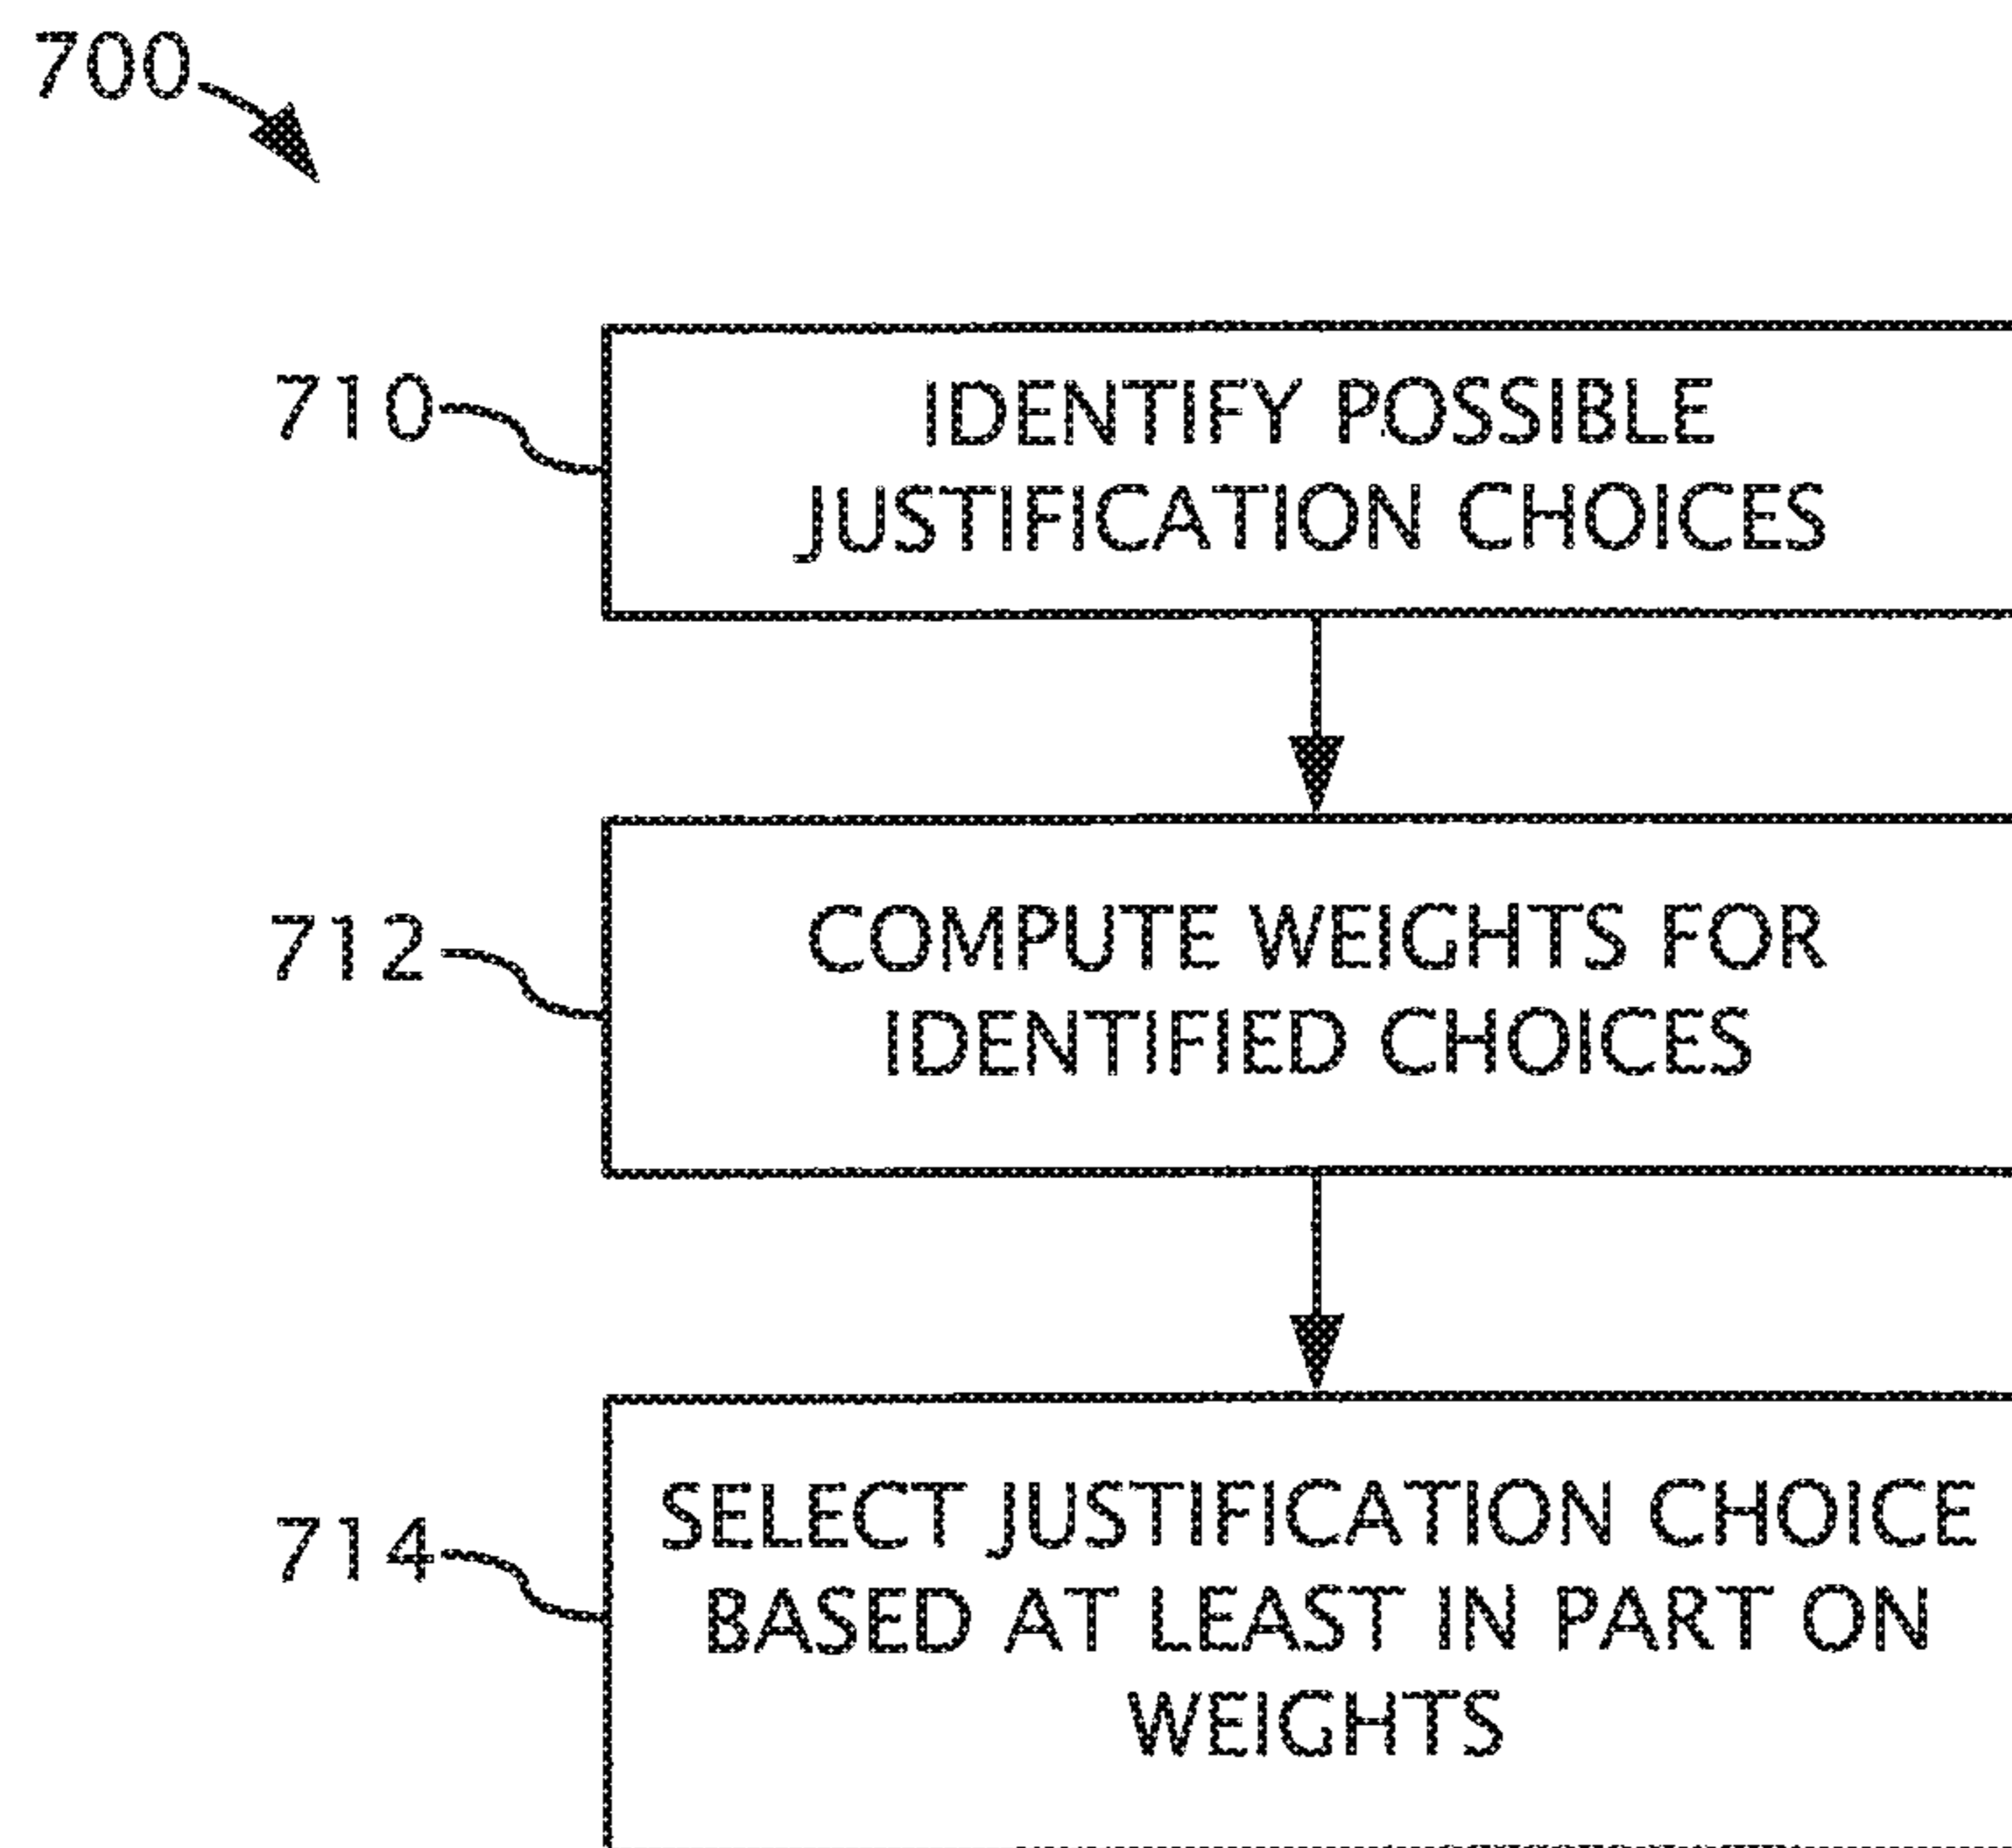 700
710
IDENTIFY POSSIBLE
JUSTIFICATION CHOICES
712
COMPUTE WEIGHTS FOR
IDENTIFIED CHOICES
714
SELECT JUSTIFICATION CHOICE
BASED AT LEAST IN PART ON
WEIGHTS